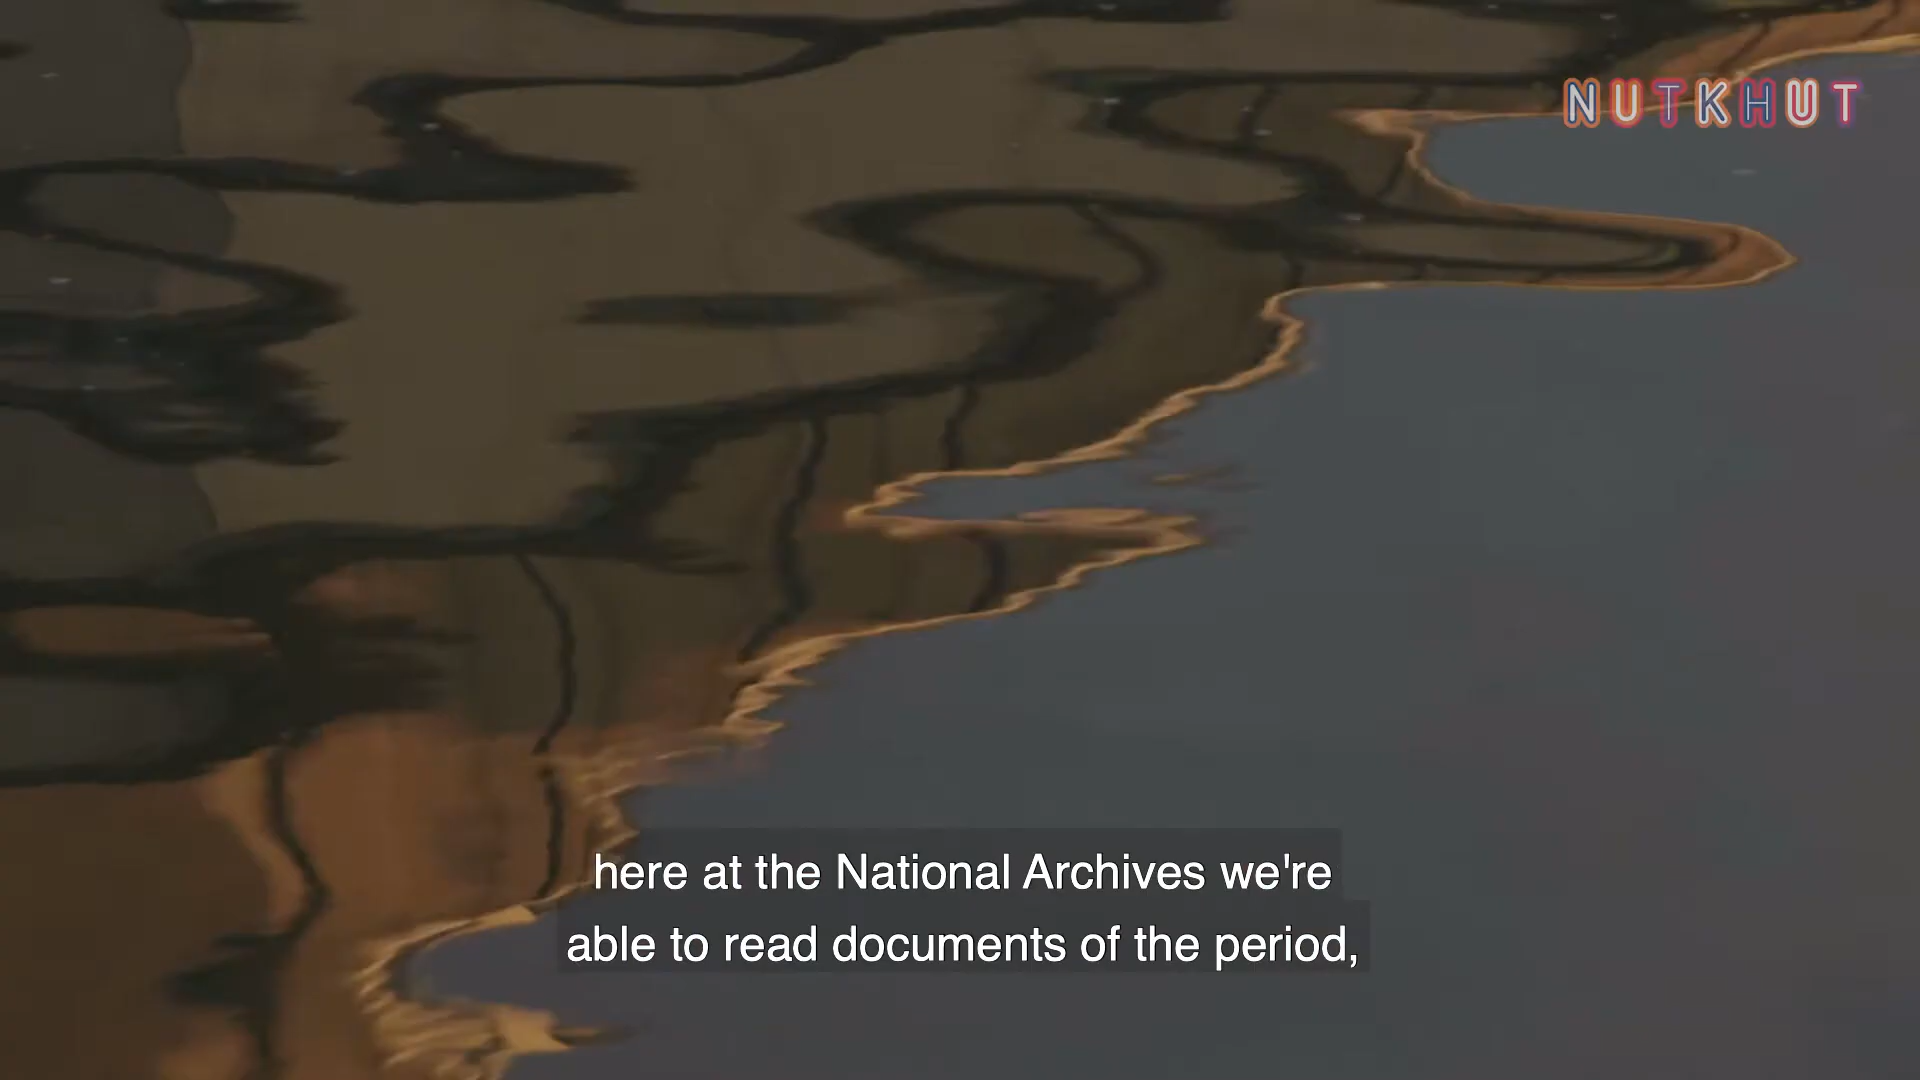 NUTKHUT
here at the National Archives we're
able to read documents of the period,